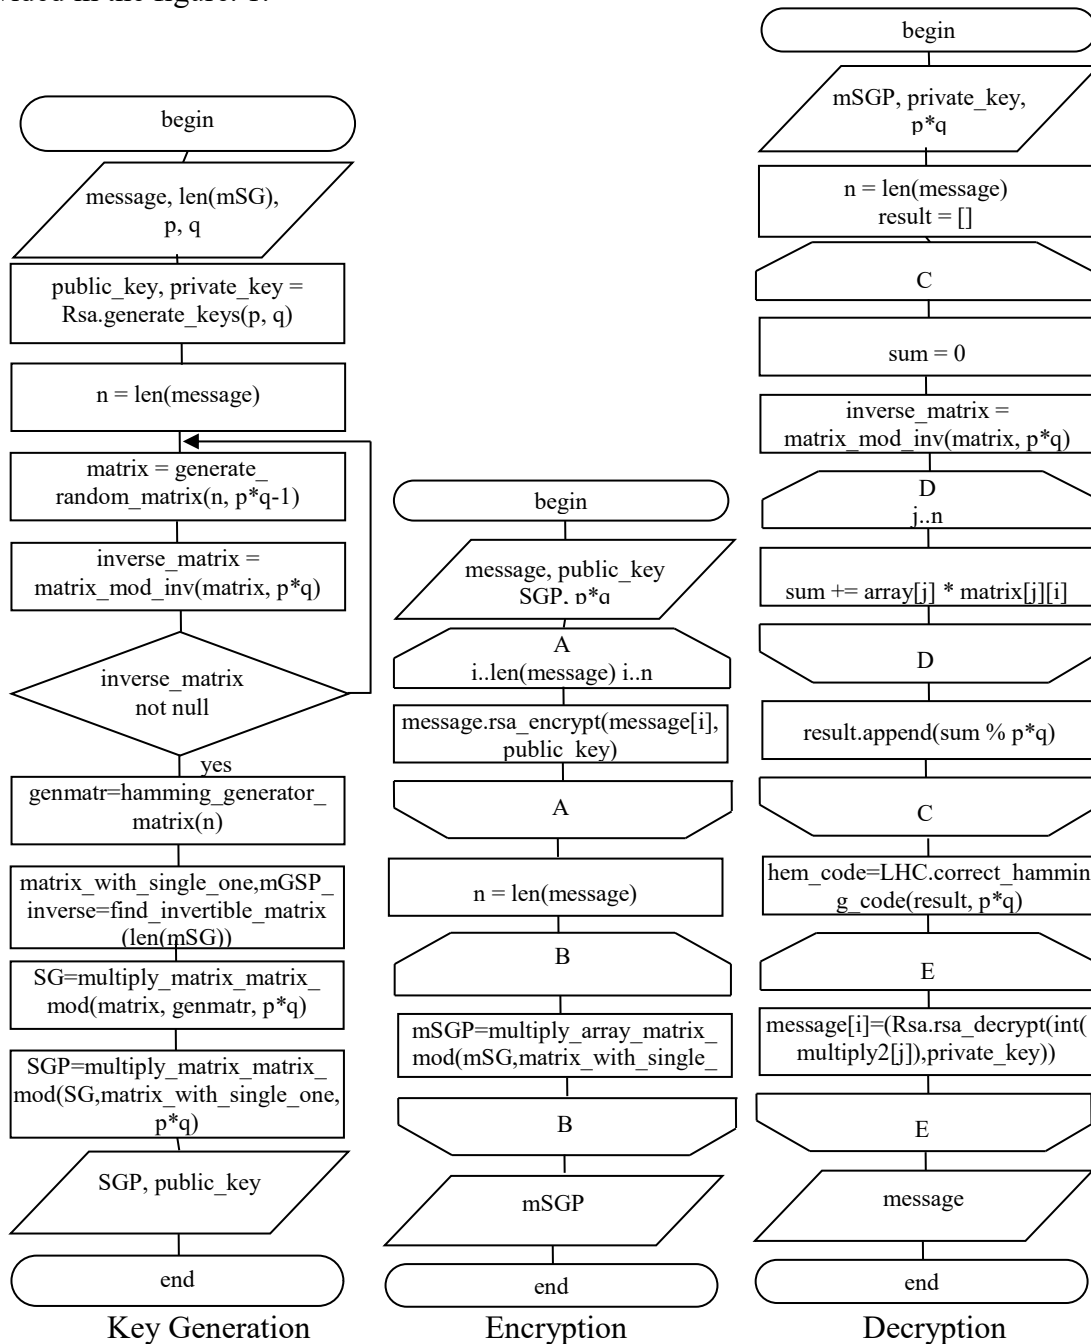 begin
message, len(mSG),
p, q
public_key, private_key =
Rsa.generate_keys(p, q)
n = len(message)
matrix = generate_
random_matrix(n, p*q-1)
inverse_matrix =
matrix_mod_inv(matrix, p*q)
inverse_matrix
not null
yes
genmatr=hamming_generator_
matrix(n)
matrix_with_single_one,mGSP_
inverse=find_invertible_matrix
(len(mSG))
SG=multiply_matrix_matrix_
mod(matrix, genmatr, p*q)
SGP=multiply_matrix_matrix_
mod(SG,matrix_with_single_one,
p*q)
SGP, public_key
end
Key Generation
begin
message, public_key
SGP, p*q
A
i..len(message) i..n
message.rsa_encrypt(message[i],
public_key)
A
n = len(message)
B
mSGP=multiply_array_matrix_
mod(mSG,matrix_with_single_
B
mSGP
end
Encryption
begin
mSGP, private_key,
p*q
n = len(message)
result = []
C
sum = 0
inverse_matrix =
matrix_mod_inv(matrix, p*q)
D
j..n
sum += array[j] * matrix[j][i]
D
result.append(sum % p*q)
C
hem_code=LHC.correct_hammin
g_code(result, p*q)
E
message[i]=(Rsa.rsa_decrypt(int(
multiply2[j]),private_key))
E
message
end
Decryption